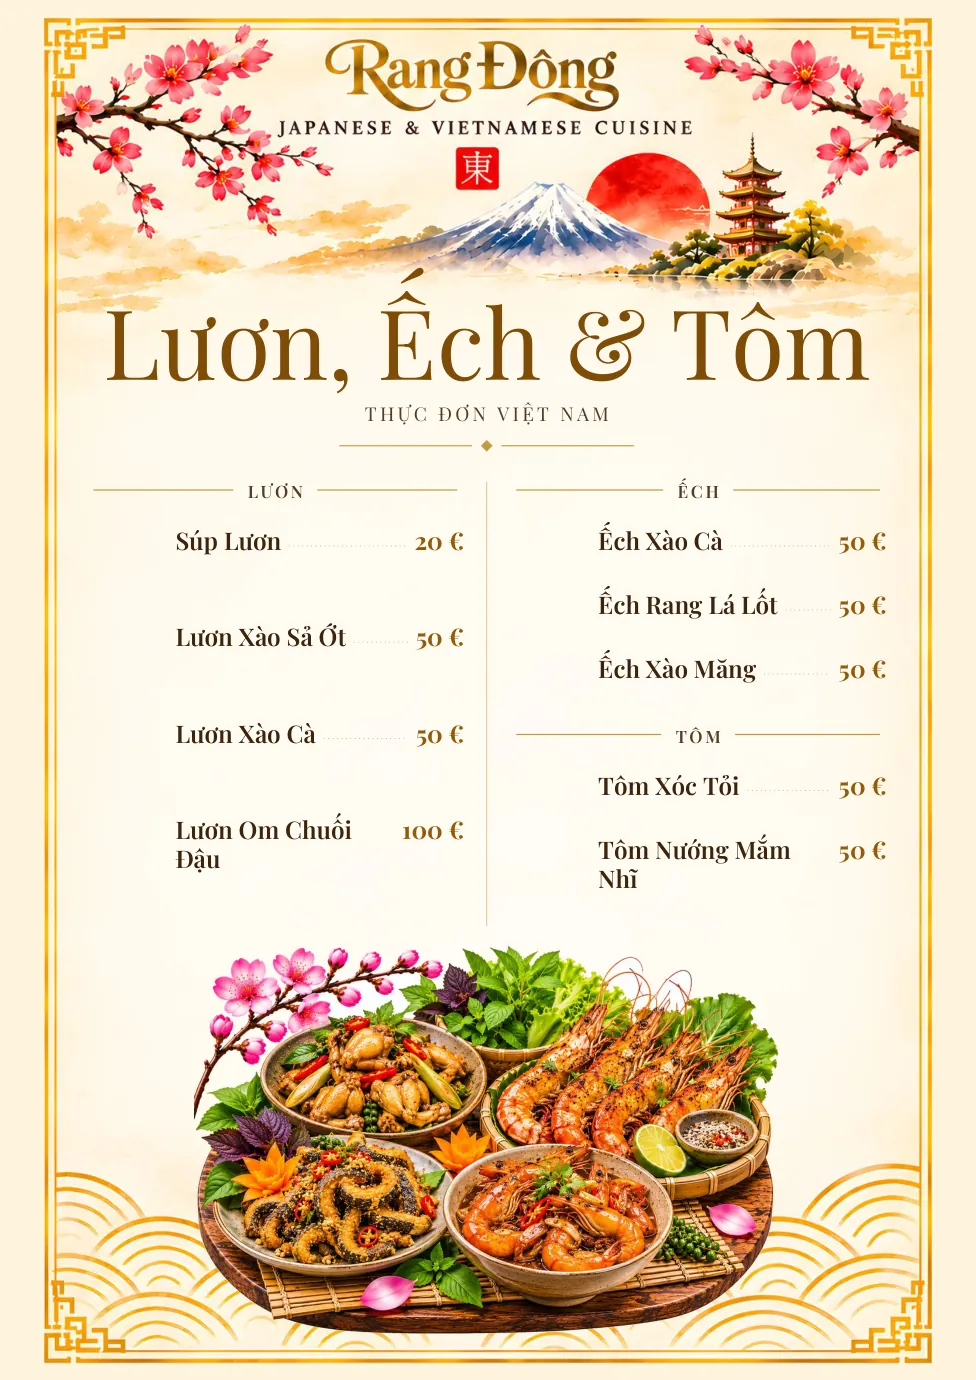 Rạng Đông
JAPANESE & VIETNAMESE CUISINE
東
Lươn, Ếch & Tôm
THỰC ĐƠN VIỆT NAM
LƯƠN
Súp Lươn 20 €
Lươn Xào Sả Ớt 50 €
Lươn Xào Cà 50 €
Lươn Om Chuối 100 €
Đậu
ẾCH
Ếch Xào Cà 50 €
Ếch Rang Lá Lốt 50 €
Ếch Xào Măng 50 €
TÔM
Tôm Xóc Tỏi 50 €
Tôm Nướng Mắm 50 €
Nhĩ